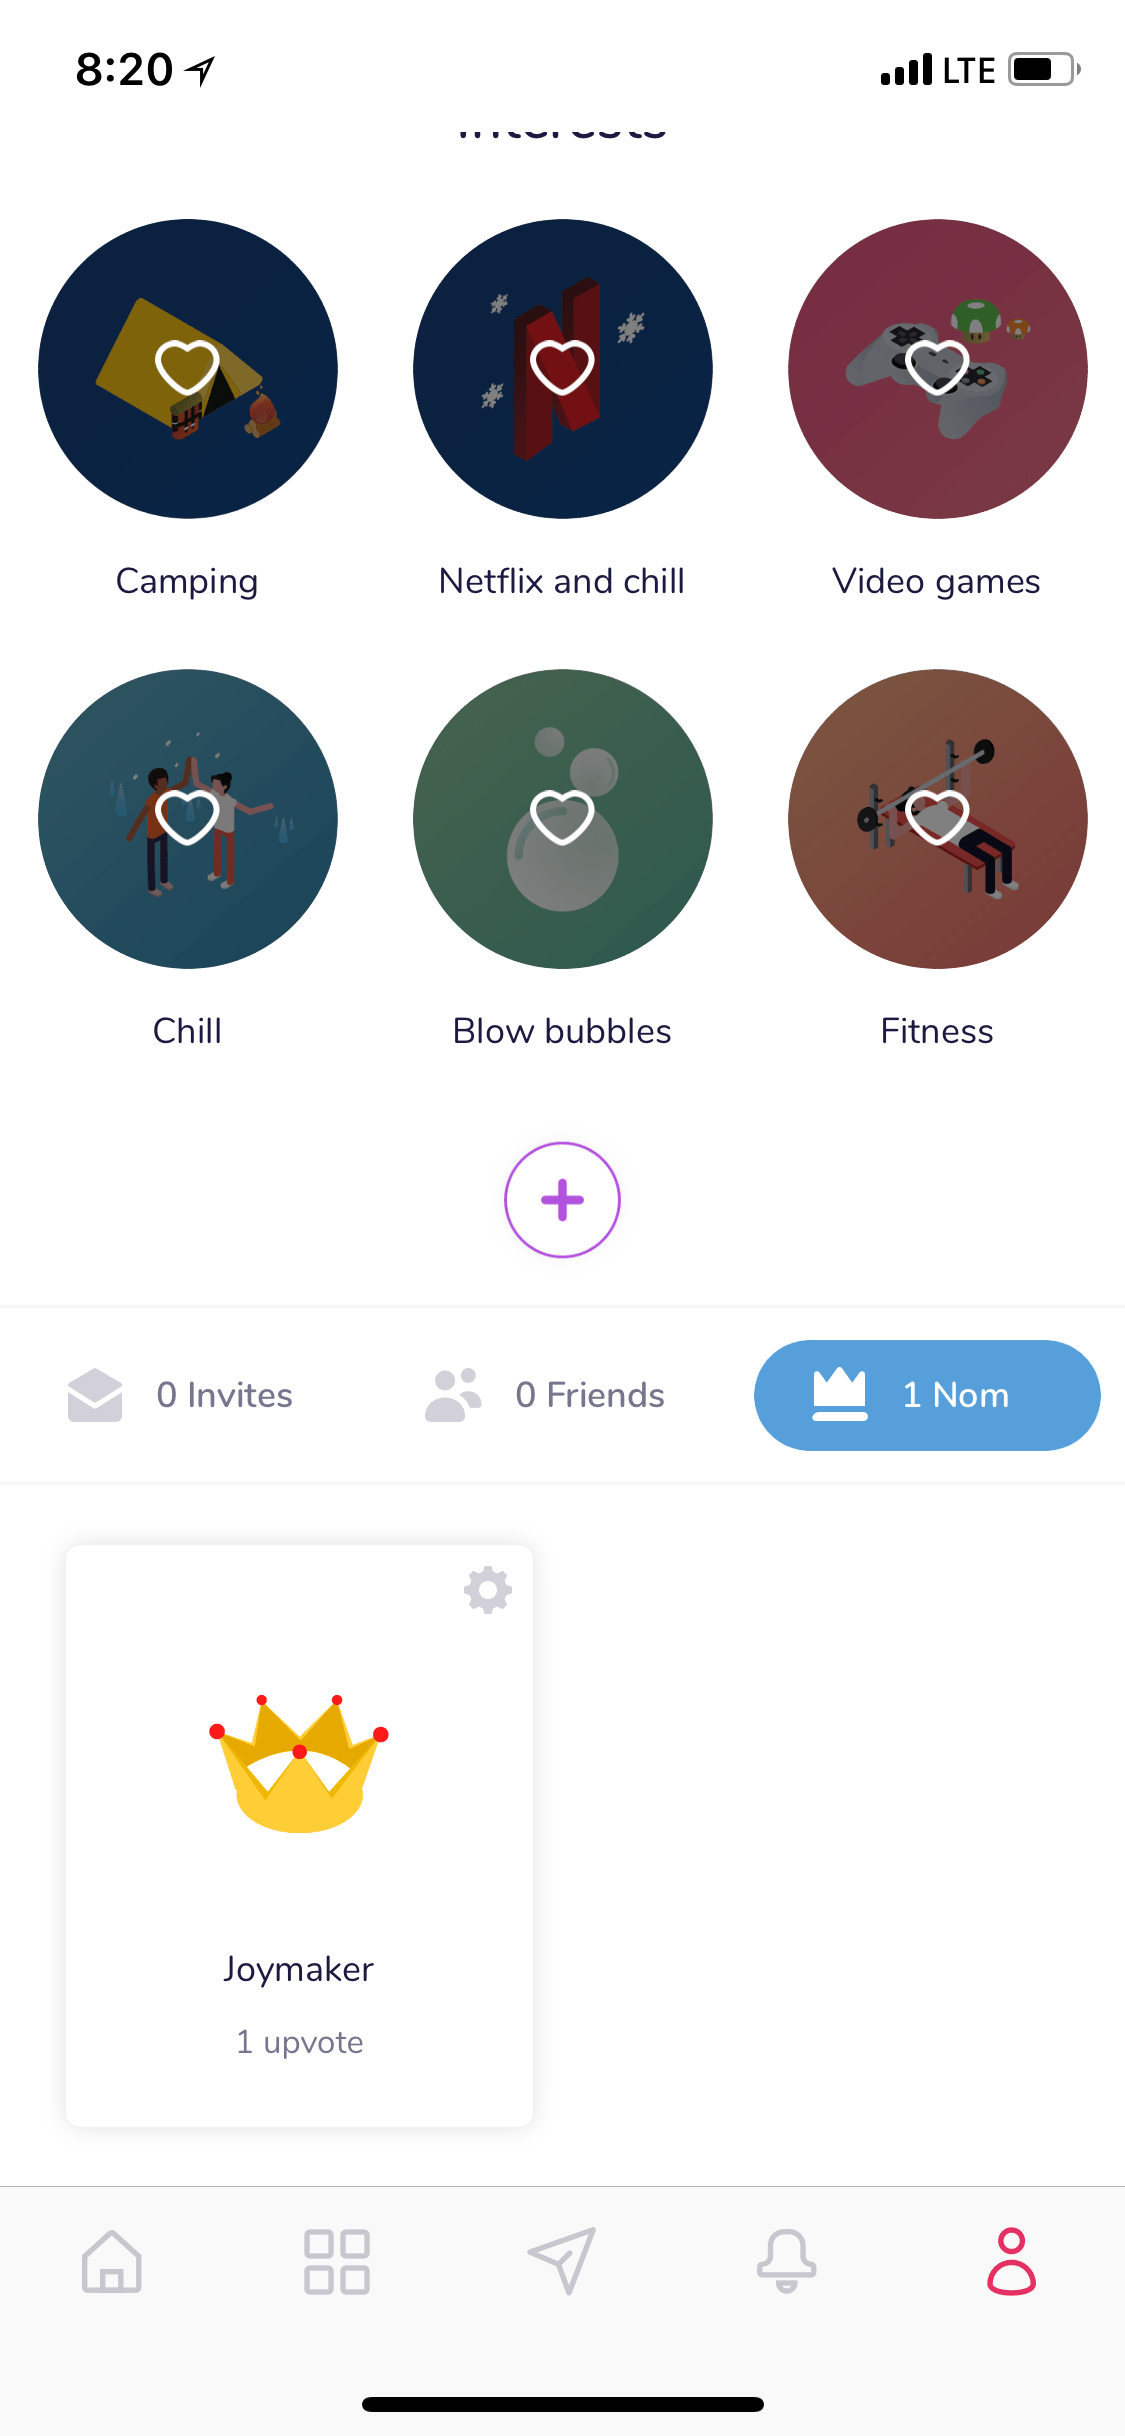 8:20 LTE
Interests
Camping Netflix and chill Video games
Chill Blow bubbles Fitness
0 Invites 0 Friends 1 Nom
Joymaker
1 upvote